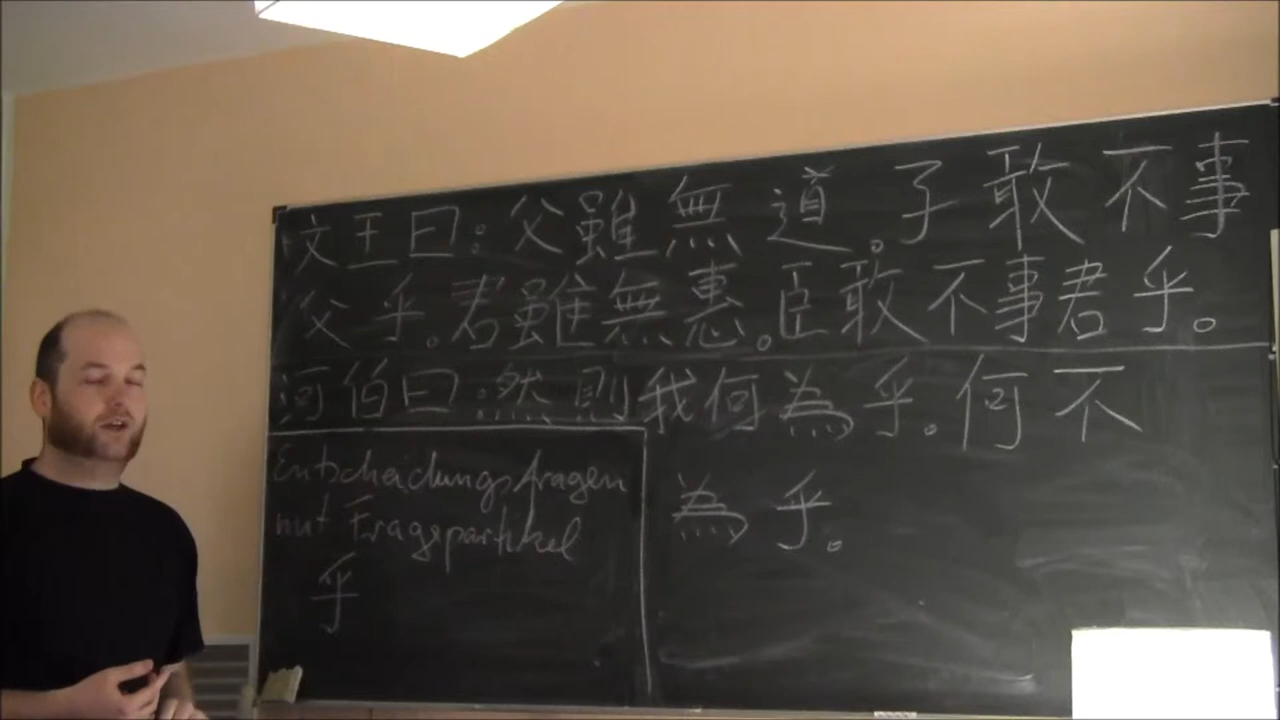 文王曰:父雖無道。子敢不事
父乎。君雖無惠。臣敢不事君乎。
河伯曰:然則我何為乎。何不
為乎。
Entscheidungsfragen
mit Fragepartikel
乎